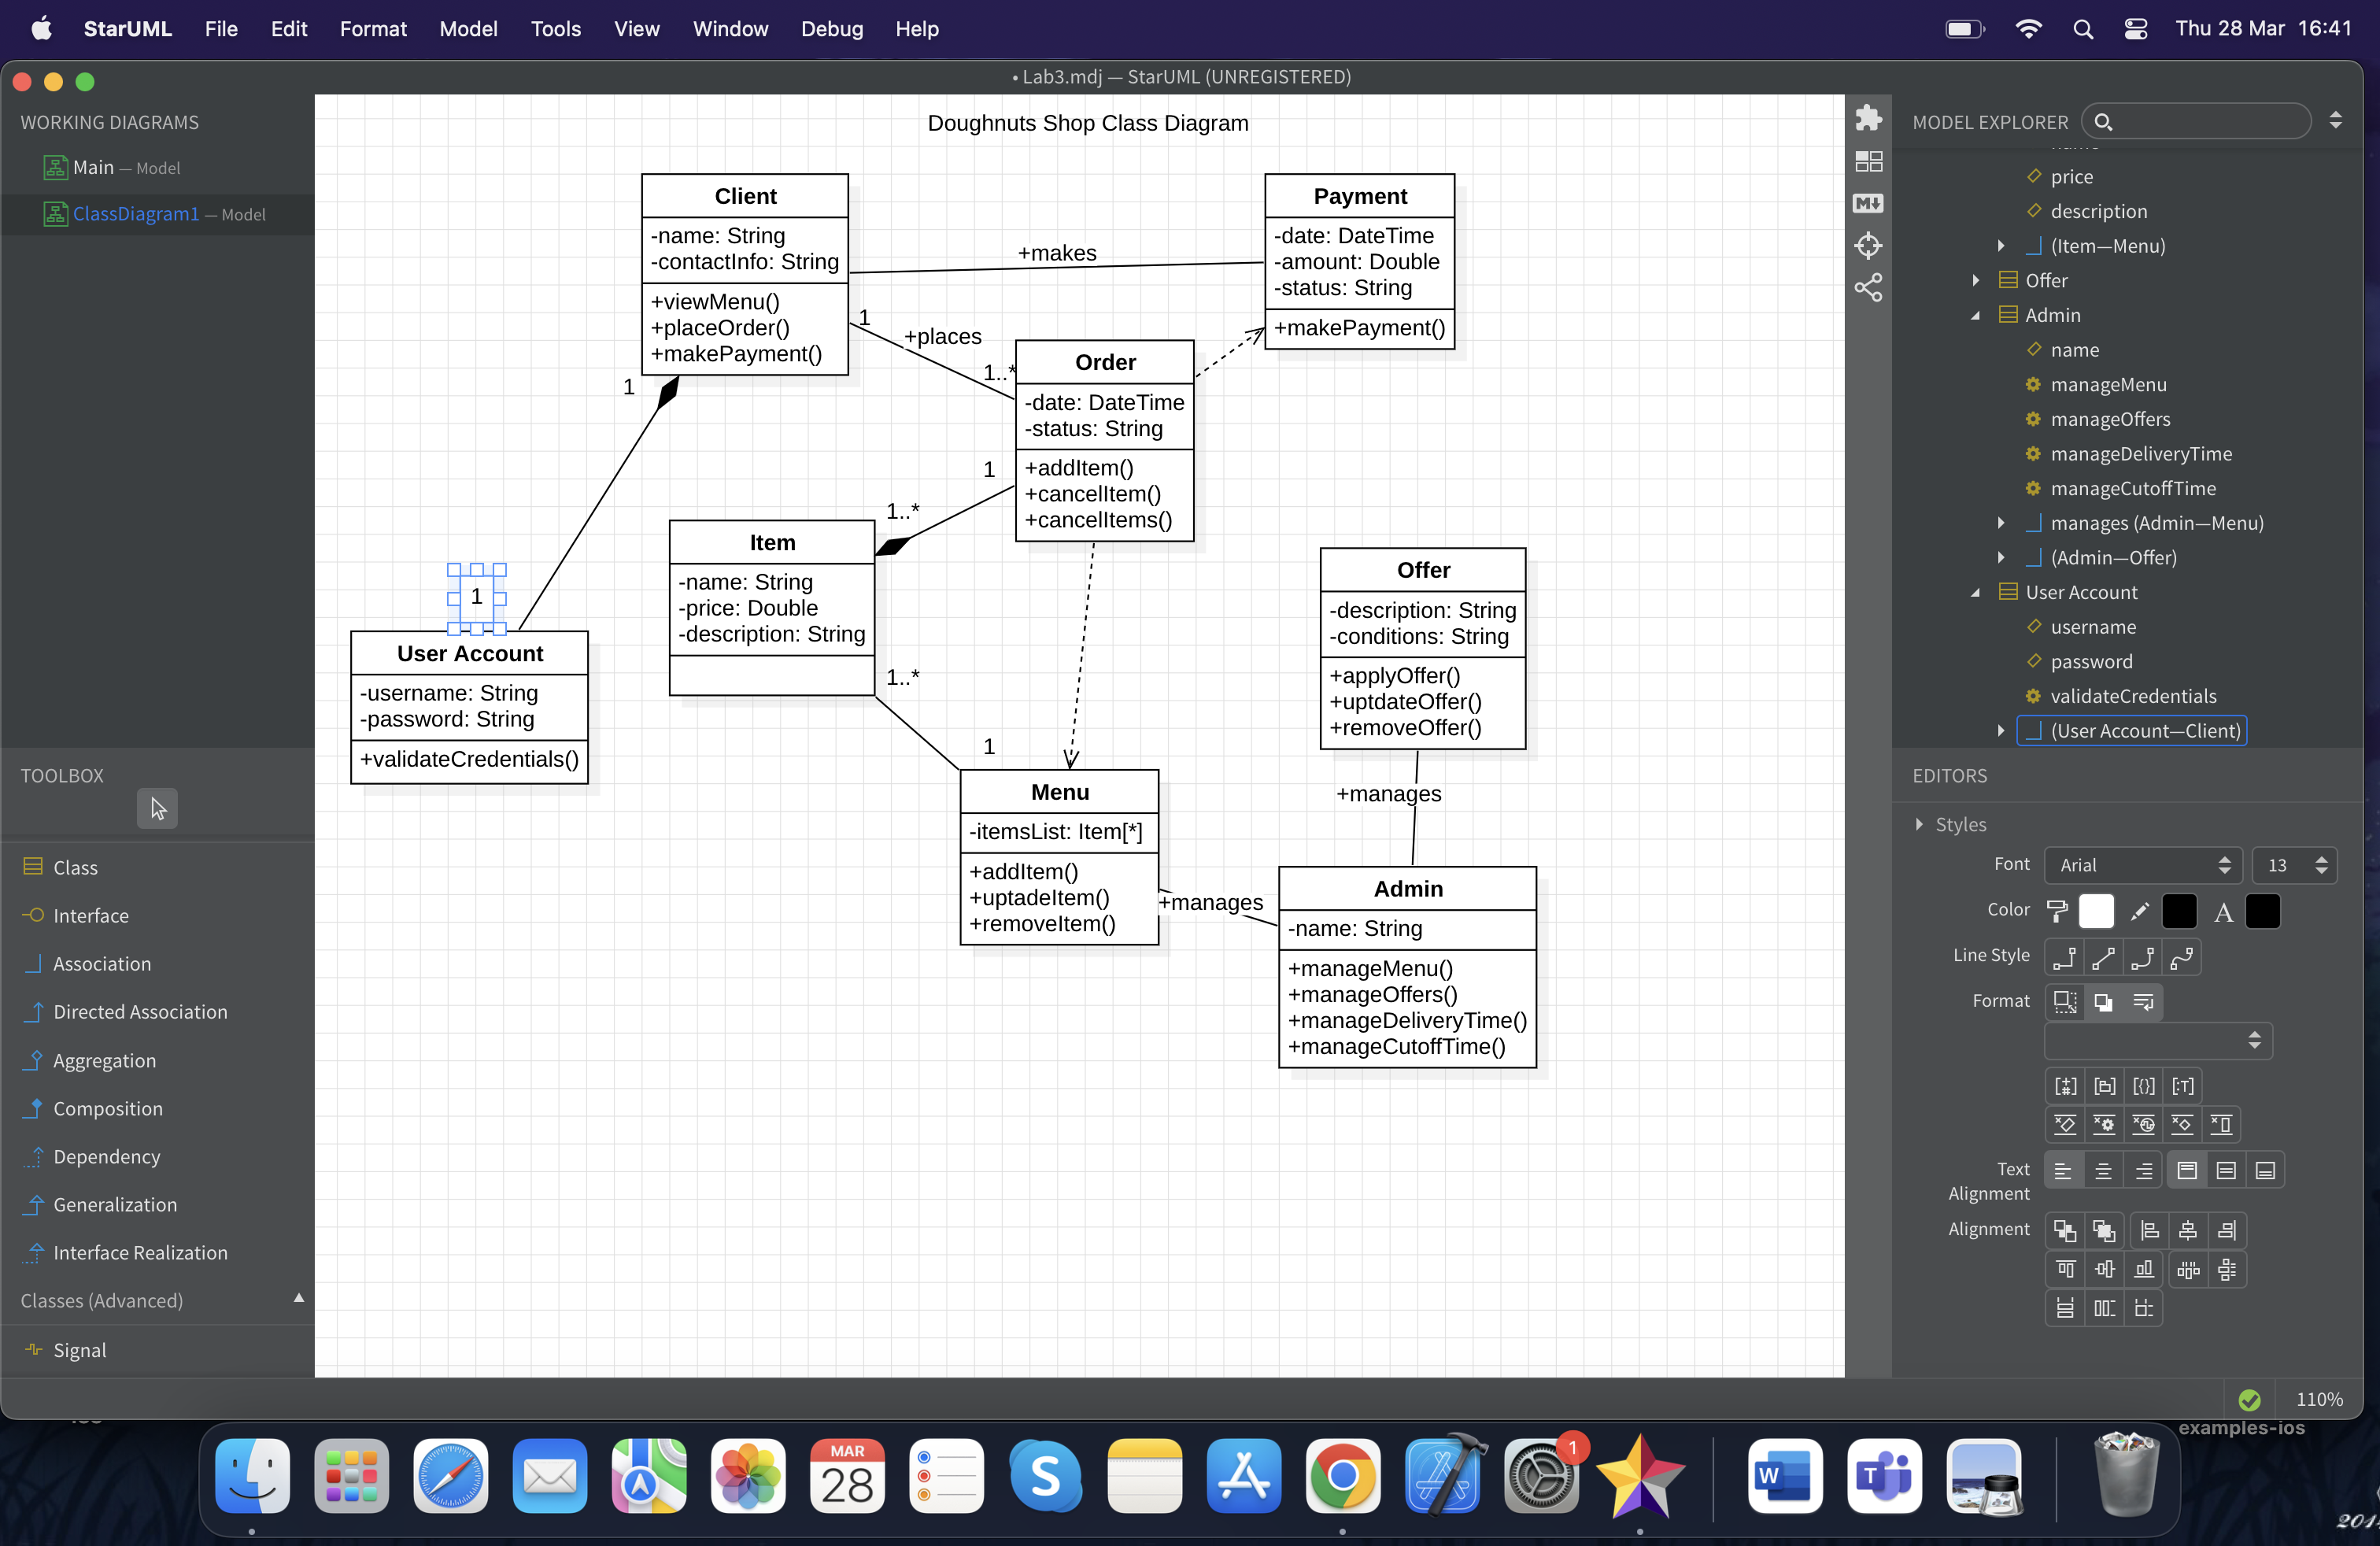 StarUML File Edit Format Model Tools View Window Debug Help Thu 28 Mar 16:41
• Lab3.mdj — StarUML (UNREGISTERED)
WORKING DIAGRAMS
Main — Model
ClassDiagram1 — Model
Doughnuts Shop Class Diagram
Client
-name: String
-contactInfo: String
+viewMenu()
+placeOrder()
+makePayment()
+makes
Payment
-date: DateTime
-amount: Double
-status: String
+makePayment()
1
+places
1..*
Order
-date: DateTime
-status: String
+addItem()
+cancelItem()
+cancelItems()
1
1
1..*
Item
-name: String
-price: Double
-description: String
1
User Account
-username: String
-password: String
+validateCredentials()
1..*
1
Offer
-description: String
-conditions: String
+applyOffer()
+uptdateOffer()
+removeOffer()
+manages
Menu
-itemsList: Item[*]
+addItem()
+uptadeItem()
+removeItem()
+manages
Admin
-name: String
+manageMenu()
+manageOffers()
+manageDeliveryTime()
+manageCutoffTime()
TOOLBOX
Class
Interface
Association
Directed Association
Aggregation
Composition
Dependency
Generalization
Interface Realization
Classes (Advanced)
Signal
MODEL EXPLORER
price
description
(Item—Menu)
Offer
Admin
name
manageMenu
manageOffers
manageDeliveryTime
manageCutoffTime
manages (Admin—Menu)
(Admin—Offer)
User Account
username
password
validateCredentials
(User Account—Client)
EDITORS
Styles
Font Arial 13
Color A
Line Style
Format
Text
Alignment
Alignment
110%
examples-ios
MAR
28
S
1
W
T